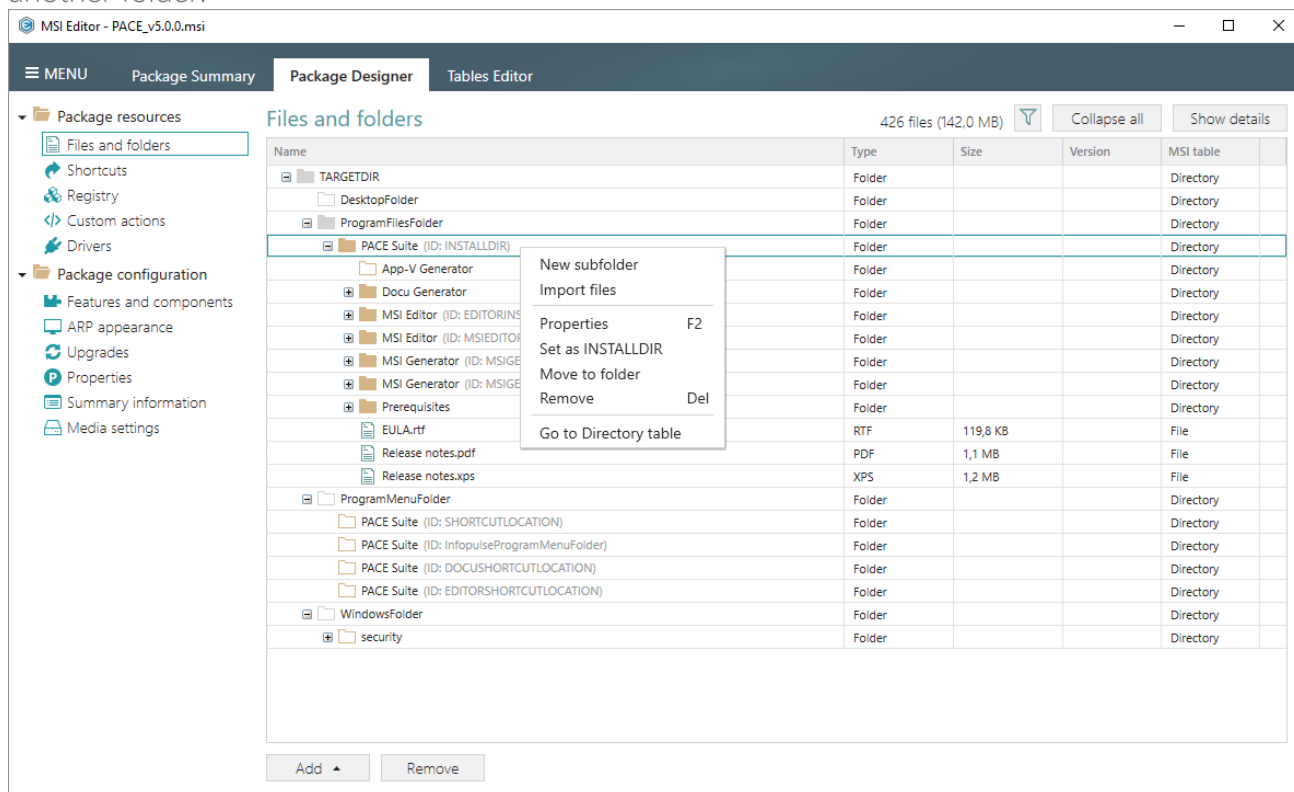 another folder.
MSI Editor - PACE_v5.0.0.msi
MENU Package Summary Package Designer Tables Editor
Package resources
Files and folders
Shortcuts
Registry
Custom actions
Drivers
Package configuration
Features and components
ARP appearance
Upgrades
Properties
Summary information
Media settings
Files and folders 426 files (142,0 MB) Collapse all Show details
Name Type Size Version MSI table
TARGETDIR Folder Directory
DesktopFolder Folder Directory
ProgramFilesFolder Folder Directory
PACE Suite (ID: INSTALLDIR) Folder Directory
App-V Generator Folder Directory
Docu Generator Folder Directory
MSI Editor (ID: EDITORINS Folder Directory
MSI Editor (ID: MSIEDITOR Folder Directory
MSI Generator (ID: MSIGE Folder Directory
MSI Generator (ID: MSIGE Folder Directory
Prerequisites Folder Directory
EULA.rtf RTF 119,8 KB File
Release notes.pdf PDF 1,1 MB File
Release notes.xps XPS 1,2 MB File
ProgramMenuFolder Folder Directory
PACE Suite (ID: SHORTCUTLOCATION) Folder Directory
PACE Suite (ID: InfopulseProgramMenuFolder) Folder Directory
PACE Suite (ID: DOCUSHORTCUTLOCATION) Folder Directory
PACE Suite (ID: EDITORSHORTCUTLOCATION) Folder Directory
WindowsFolder Folder Directory
security Folder Directory
New subfolder
Import files
Properties F2
Set as INSTALLDIR
Move to folder
Remove Del
Go to Directory table
Add Remove